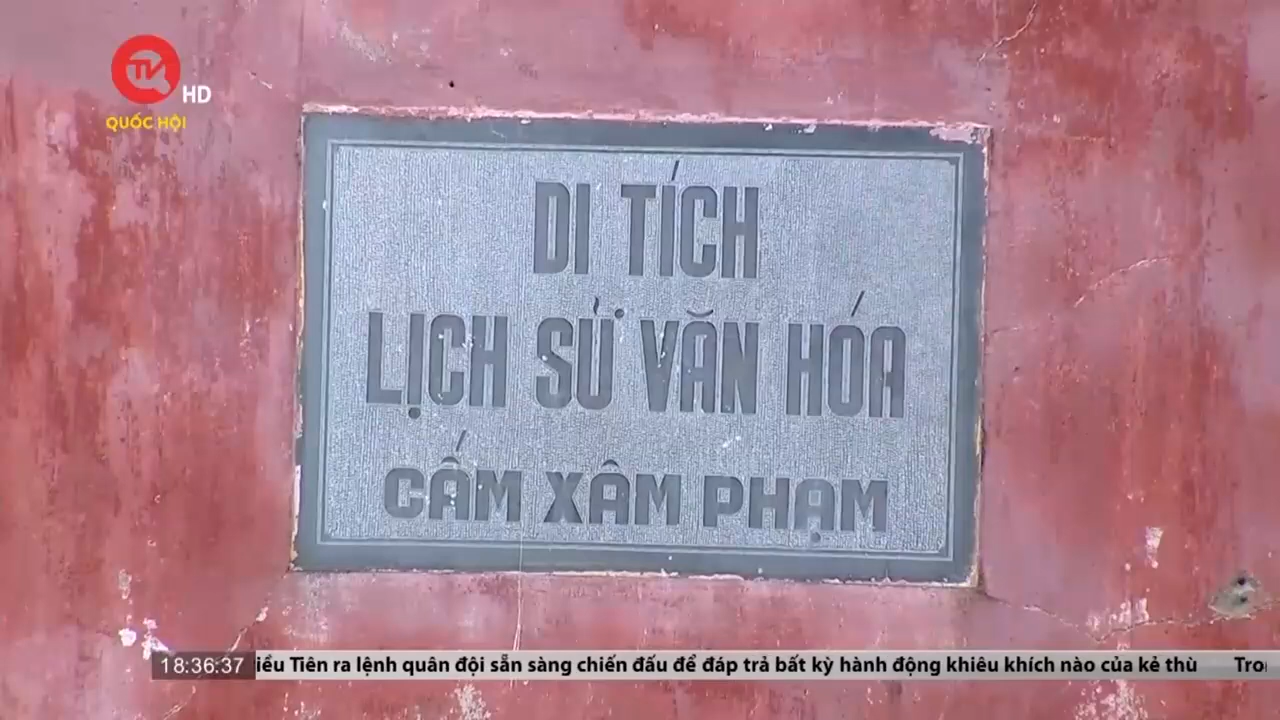 TV
HD
QUỐC HỘI
DI TÍCH
LỊCH SỬ VĂN HÓA
CẤM XÂM PHẠM
18:36:37
iều Tiên ra lệnh quân đội sẵn sàng chiến đấu để đáp trả bất kỳ hành động khiêu khích nào của kẻ thù